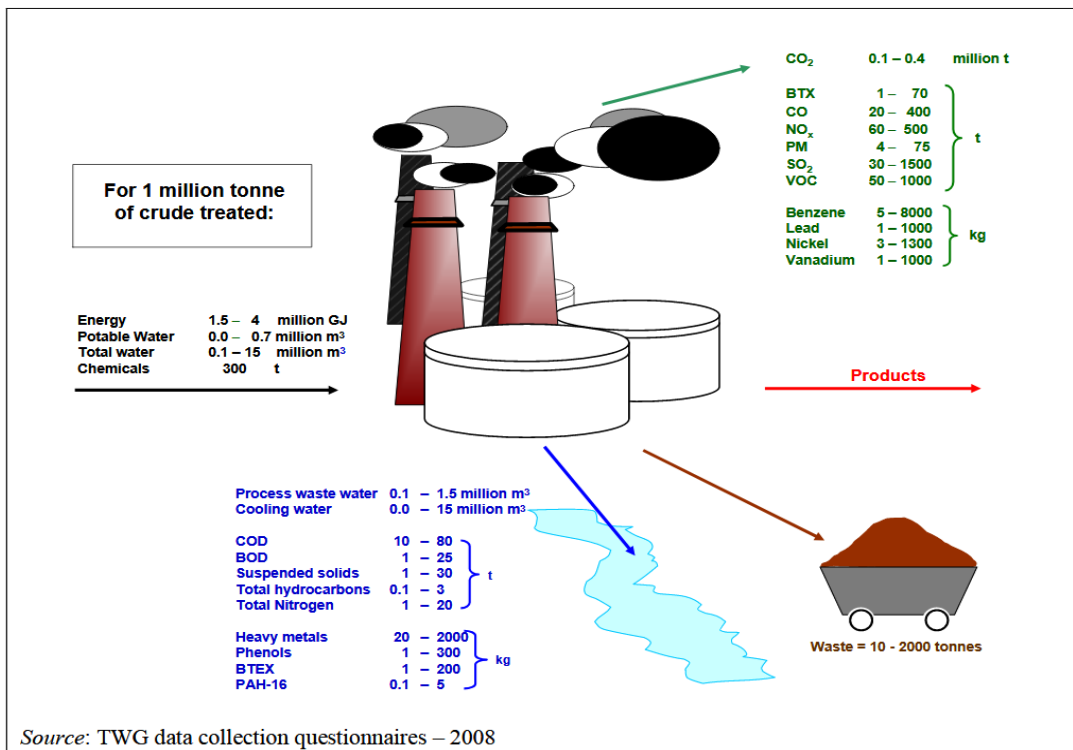 CO₂ 0.1 – 0.4 million t
BTX 1 – 70
CO 20 – 400
NOₓ 60 – 500
PM 4 – 75
SO₂ 30 – 1500
VOC 50 – 1000
t
Benzene 5 – 8000
Lead 1 – 1000
Nickel 3 – 1300
Vanadium 1 – 1000
kg
For 1 million tonne
of crude treated:
Energy 1.5 – 4 million GJ
Potable Water 0.0 – 0.7 million m³
Total water 0.1 – 15 million m³
Chemicals 300 t
Products
Process waste water 0.1 – 1.5 million m³
Cooling water 0.0 – 15 million m³
COD 10 – 80
BOD 1 – 25
Suspended solids 1 – 30
Total hydrocarbons 0.1 – 3
Total Nitrogen 1 – 20
t
Heavy metals 20 – 2000
Phenols 1 – 300
BTEX 1 – 200
PAH-16 0.1 – 5
kg
Waste = 10 - 2000 tonnes
Source: TWG data collection questionnaires – 2008